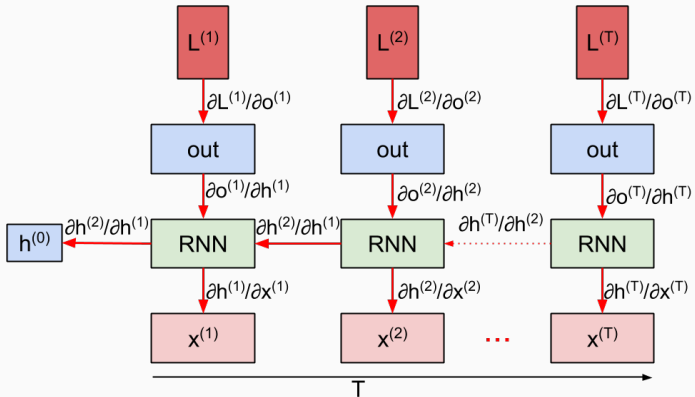 L(1) L(2) L(T)
∂L(1)/∂o(1) ∂L(2)/∂o(2) ∂L(T)/∂o(T)
out out out
∂o(1)/∂h(1) ∂o(2)/∂h(2) ∂o(T)/∂h(T)
h(0) ∂h(2)/∂h(1) RNN ∂h(2)/∂h(1) RNN ∂h(T)/∂h(2) RNN
∂h(1)/∂x(1) ∂h(2)/∂x(2) ∂h(T)/∂x(T)
x(1) x(2) ... x(T)
T